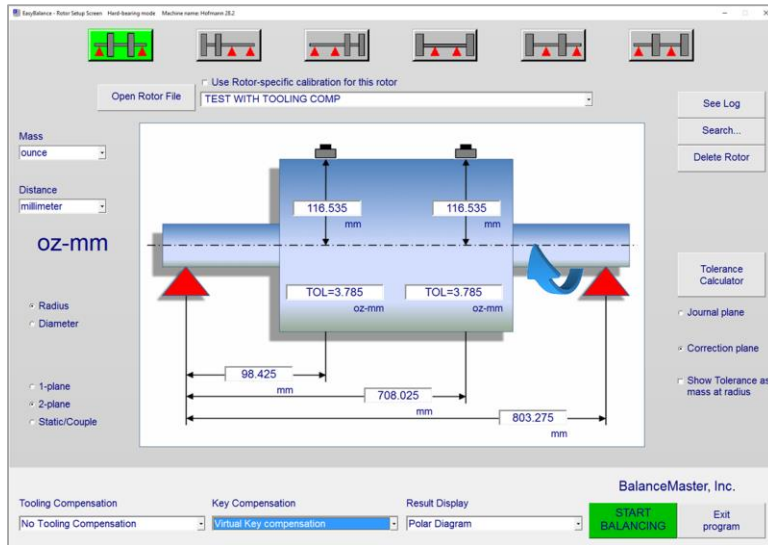 EasyBalance - Rotor Setup Screen Hard-bearing mode Machine name: Hofmann 28.2
Use Rotor-specific calibration for this rotor
Open Rotor File
TEST WITH TOOLING COMP
See Log
Search...
Delete Rotor
Mass
ounce
Distance
millimeter
oz-mm
116.535
mm
116.535
mm
TOL=3.785
oz-mm
TOL=3.785
oz-mm
Tolerance
Calculator
Radius
Diameter
Journal plane
Correction plane
Show Tolerance as
mass at radius
1-plane
2-plane
Static/Couple
98.425
mm
708.025
mm
803.275
mm
BalanceMaster, Inc.
Tooling Compensation
No Tooling Compensation
Key Compensation
Virtual Key compensation
Result Display
Polar Diagram
START
BALANCING
Exit
program